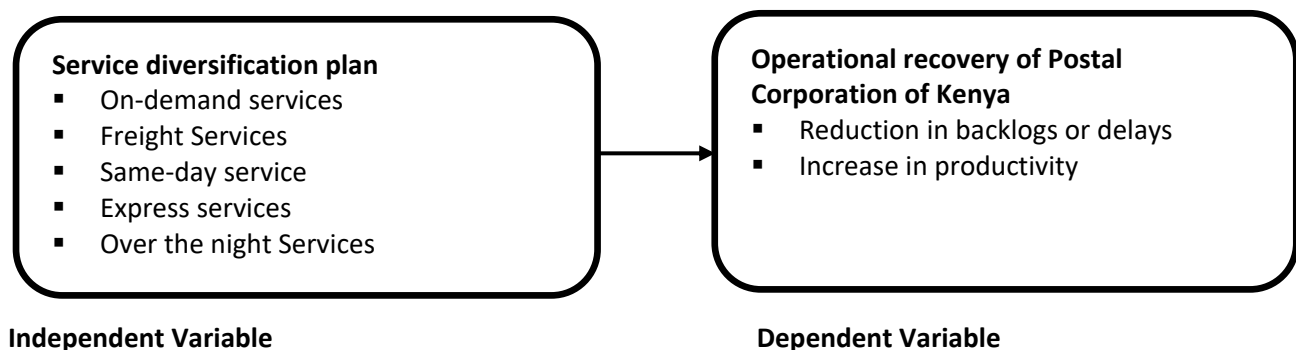 Service diversification plan
▪ On-demand services
▪ Freight Services
▪ Same-day service
▪ Express services
▪ Over the night Services
Operational recovery of Postal
Corporation of Kenya
▪ Reduction in backlogs or delays
▪ Increase in productivity
Independent Variable
Dependent Variable